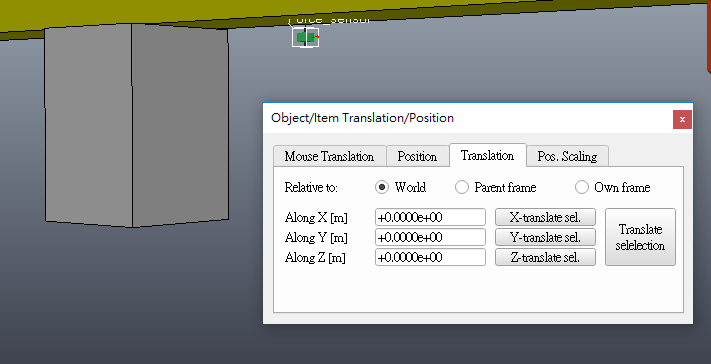 Force_sensor
Object/Item Translation/Position
x
Mouse Translation Position Translation Pos. Scaling
Relative to: World Parent frame Own frame
Along X [m] +0.0000e+00 X-translate sel.
Along Y [m] +0.0000e+00 Y-translate sel.
Along Z [m] +0.0000e+00 Z-translate sel.
Translate
selelection